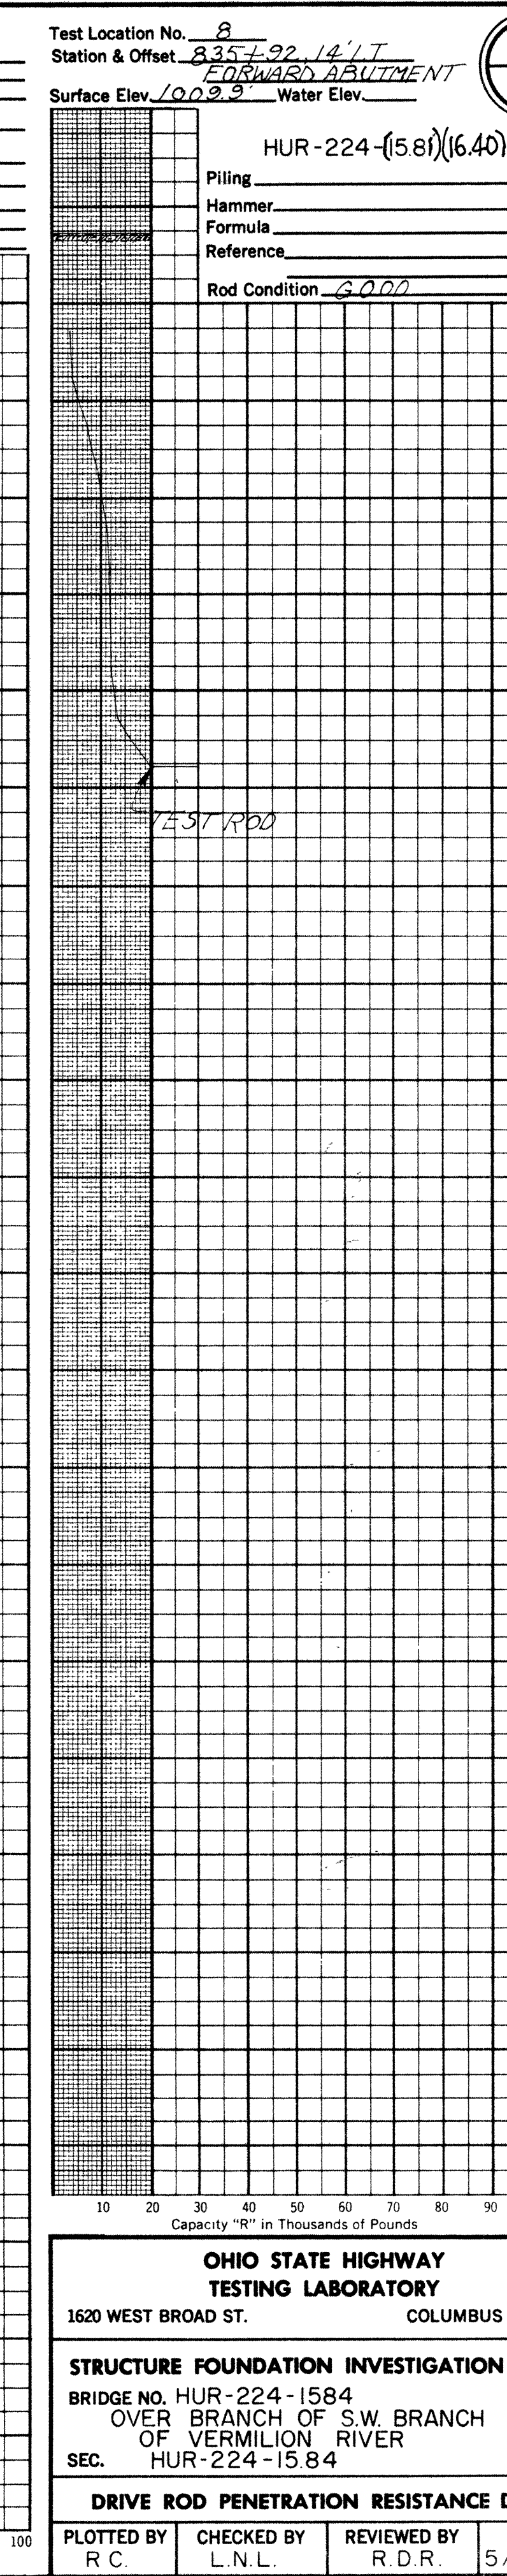 Test Location No. 8
Station & Offset 835+92, 14' LT
FORWARD ABUTMENT
Surface Elev. 1009.9' Water Elev.
HUR-224-(15.81)(16.40)
Piling
Hammer
Formula
Reference
Rod Condition GOOD
TEST ROD
10 20 30 40 50 60 70 80 90
Capacity "R" in Thousands of Pounds
OHIO STATE HIGHWAY
TESTING LABORATORY
1620 WEST BROAD ST. COLUMBUS
STRUCTURE FOUNDATION INVESTIGATION
BRIDGE NO. HUR-224-1584
OVER BRANCH OF S.W. BRANCH
OF VERMILION RIVER
SEC. HUR-224-15.84
DRIVE ROD PENETRATION RESISTANCE
100
PLOTTED BY CHECKED BY REVIEWED BY
R C. L.N.L. R.D.R. 5/